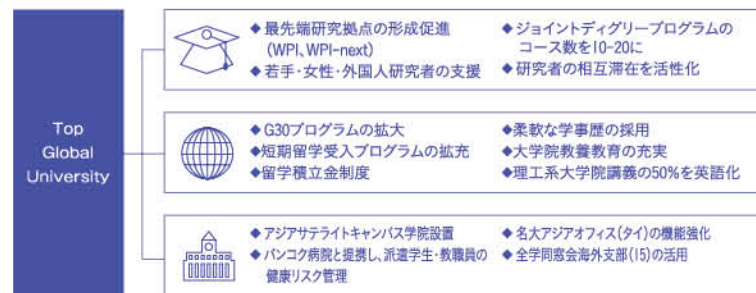 Top
Global
University
◆最先端研究拠点の形成促進
(WPI、WPI-next)
◆若手・女性・外国人研究者の支援
◆ジョイントディグリープログラムの
コース数を10-20に
◆研究者の相互滞在を活性化
◆G30プログラムの拡大
◆短期留学受入プログラムの拡充
◆留学積立金制度
◆柔軟な学事歴の採用
◆大学院教養教育の充実
◆理工系大学院講義の50%を英語化
◆アジアサテライトキャンパス学院設置
◆バンコク病院と提携し、派遣学生・教職員の
健康リスク管理
◆名大アジアオフィス(タイ)の機能強化
◆全学同窓会海外支部(15)の活用